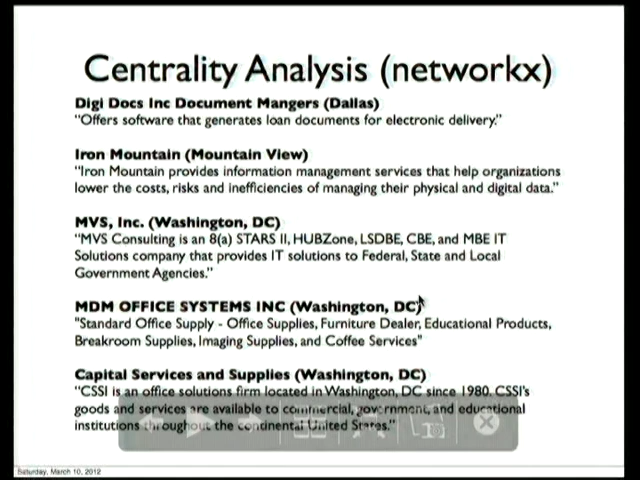 Centrality Analysis (networkx)
Digi Docs Inc Document Mangers (Dallas)
"Offers software that generates loan documents for electronic delivery."
Iron Mountain (Mountain View)
"Iron Mountain provides information management services that help organizations
lower the costs, risks and inefficiencies of managing their physical and digital data."
MVS, Inc. (Washington, DC)
"MVS Consulting is an 8(a) STARS II, HUBZone, LSDBE, CBE, and MBE IT
Solutions company that provides IT solutions to Federal, State and Local
Government Agencies."
MDM OFFICE SYSTEMS INC (Washington, DC)
"Standard Office Supply - Office Supplies, Furniture Dealer, Educational Products,
Breakroom Supplies, Imaging Supplies, and Coffee Services"
Capital Services and Supplies (Washington, DC)
"CSSI is an office solutions firm located in Washington, DC since 1980. CSSI's
goods and services are available to commercial, government, and educational
institutions throughout the continental United States."
Saturday, March 10, 2012